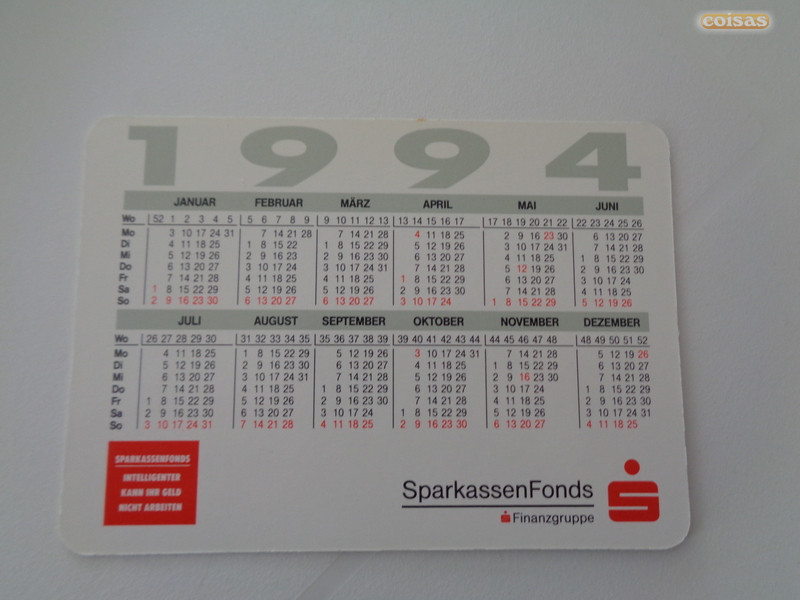 coisas
1994
JANUAR FEBRUAR MÄRZ APRIL MAI JUNI
Wo 52 1 2 3 4 5 5 6 7 8 9 9 10 11 12 13 13 14 15 16 17 17 18 19 20 21 22 22 23 24 25 26
Mo 3 10 17 24 31 7 14 21 28 7 14 21 28 4 11 18 25 2 9 16 23 30 6 13 20 27
Di 4 11 18 25 1 8 15 22 1 8 15 22 29 5 12 19 26 3 10 17 24 31 7 14 21 28
Mi 5 12 19 26 2 9 16 23 2 9 16 23 30 6 13 20 27 4 11 18 25 1 8 15 22 29
Do 6 13 20 27 3 10 17 24 3 10 17 24 31 7 14 21 28 5 12 19 26 2 9 16 23 30
Fr 7 14 21 28 4 11 18 25 4 11 18 25 1 8 15 22 29 6 13 20 27 3 10 17 24
Sa 1 8 15 22 29 5 12 19 26 5 12 19 26 2 9 16 23 30 7 14 21 28 4 11 18 25
So 2 9 16 23 30 6 13 20 27 6 13 20 27 3 10 17 24 1 8 15 22 29 5 12 19 26
JULI AUGUST SEPTEMBER OKTOBER NOVEMBER DEZEMBER
Wo 26 27 28 29 30 31 32 33 34 35 35 36 37 38 39 39 40 41 42 43 44 44 45 46 47 48 48 49 50 51 52
Mo 4 11 18 25 1 8 15 22 29 5 12 19 26 3 10 17 24 31 7 14 21 28 5 12 19 26
Di 5 12 19 26 2 9 16 23 30 6 13 20 27 4 11 18 25 1 8 15 22 29 6 13 20 27
Mi 6 13 20 27 3 10 17 24 31 7 14 21 28 5 12 19 26 2 9 16 23 30 7 14 21 28
Do 7 14 21 28 4 11 18 25 1 8 15 22 29 6 13 20 27 3 10 17 24 1 8 15 22 29
Fr 1 8 15 22 29 5 12 19 26 2 9 16 23 30 7 14 21 28 4 11 18 25 2 9 16 23 30
Sa 2 9 16 23 30 6 13 20 27 3 10 17 24 1 8 15 22 29 5 12 19 26 3 10 17 24 31
So 3 10 17 24 31 7 14 21 28 4 11 18 25 2 9 16 23 30 6 13 20 27 4 11 18 25
SPARKASSENFONDS
INTELLIGENTER
KANN IHR GELD
NICHT ARBEITEN
SparkassenFonds
Finanzgruppe